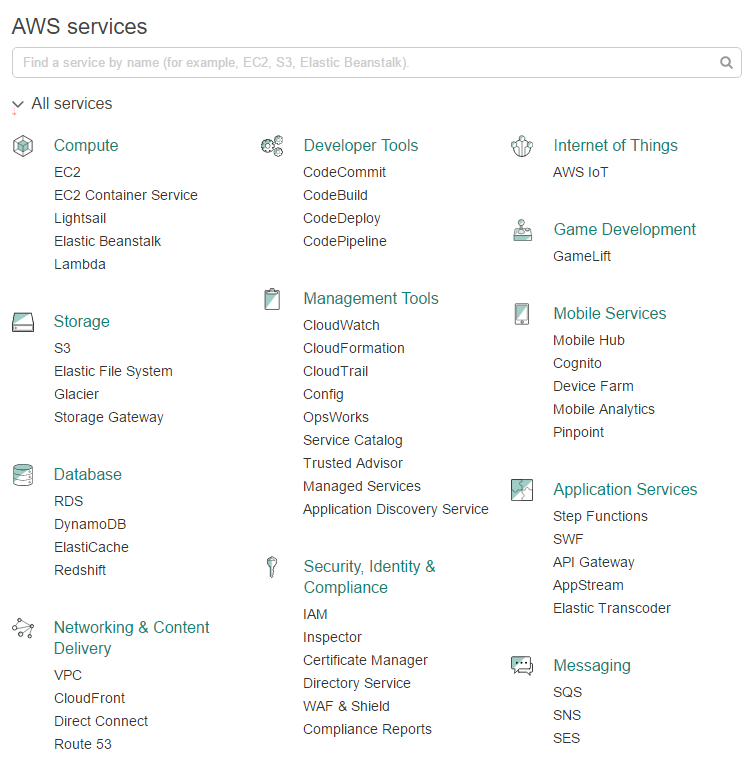 AWS services
Find a service by name (for example, EC2, S3, Elastic Beanstalk).
All services
Compute
EC2
EC2 Container Service
Lightsail
Elastic Beanstalk
Lambda
Storage
S3
Elastic File System
Glacier
Storage Gateway
Database
RDS
DynamoDB
ElastiCache
Redshift
Networking & Content
Delivery
VPC
CloudFront
Direct Connect
Route 53
Developer Tools
CodeCommit
CodeBuild
CodeDeploy
CodePipeline
Management Tools
CloudWatch
CloudFormation
CloudTrail
Config
OpsWorks
Service Catalog
Trusted Advisor
Managed Services
Application Discovery Service
Security, Identity &
Compliance
IAM
Inspector
Certificate Manager
Directory Service
WAF & Shield
Compliance Reports
Internet of Things
AWS IoT
Game Development
GameLift
Mobile Services
Mobile Hub
Cognito
Device Farm
Mobile Analytics
Pinpoint
Application Services
Step Functions
SWF
API Gateway
AppStream
Elastic Transcoder
Messaging
SQS
SNS
SES